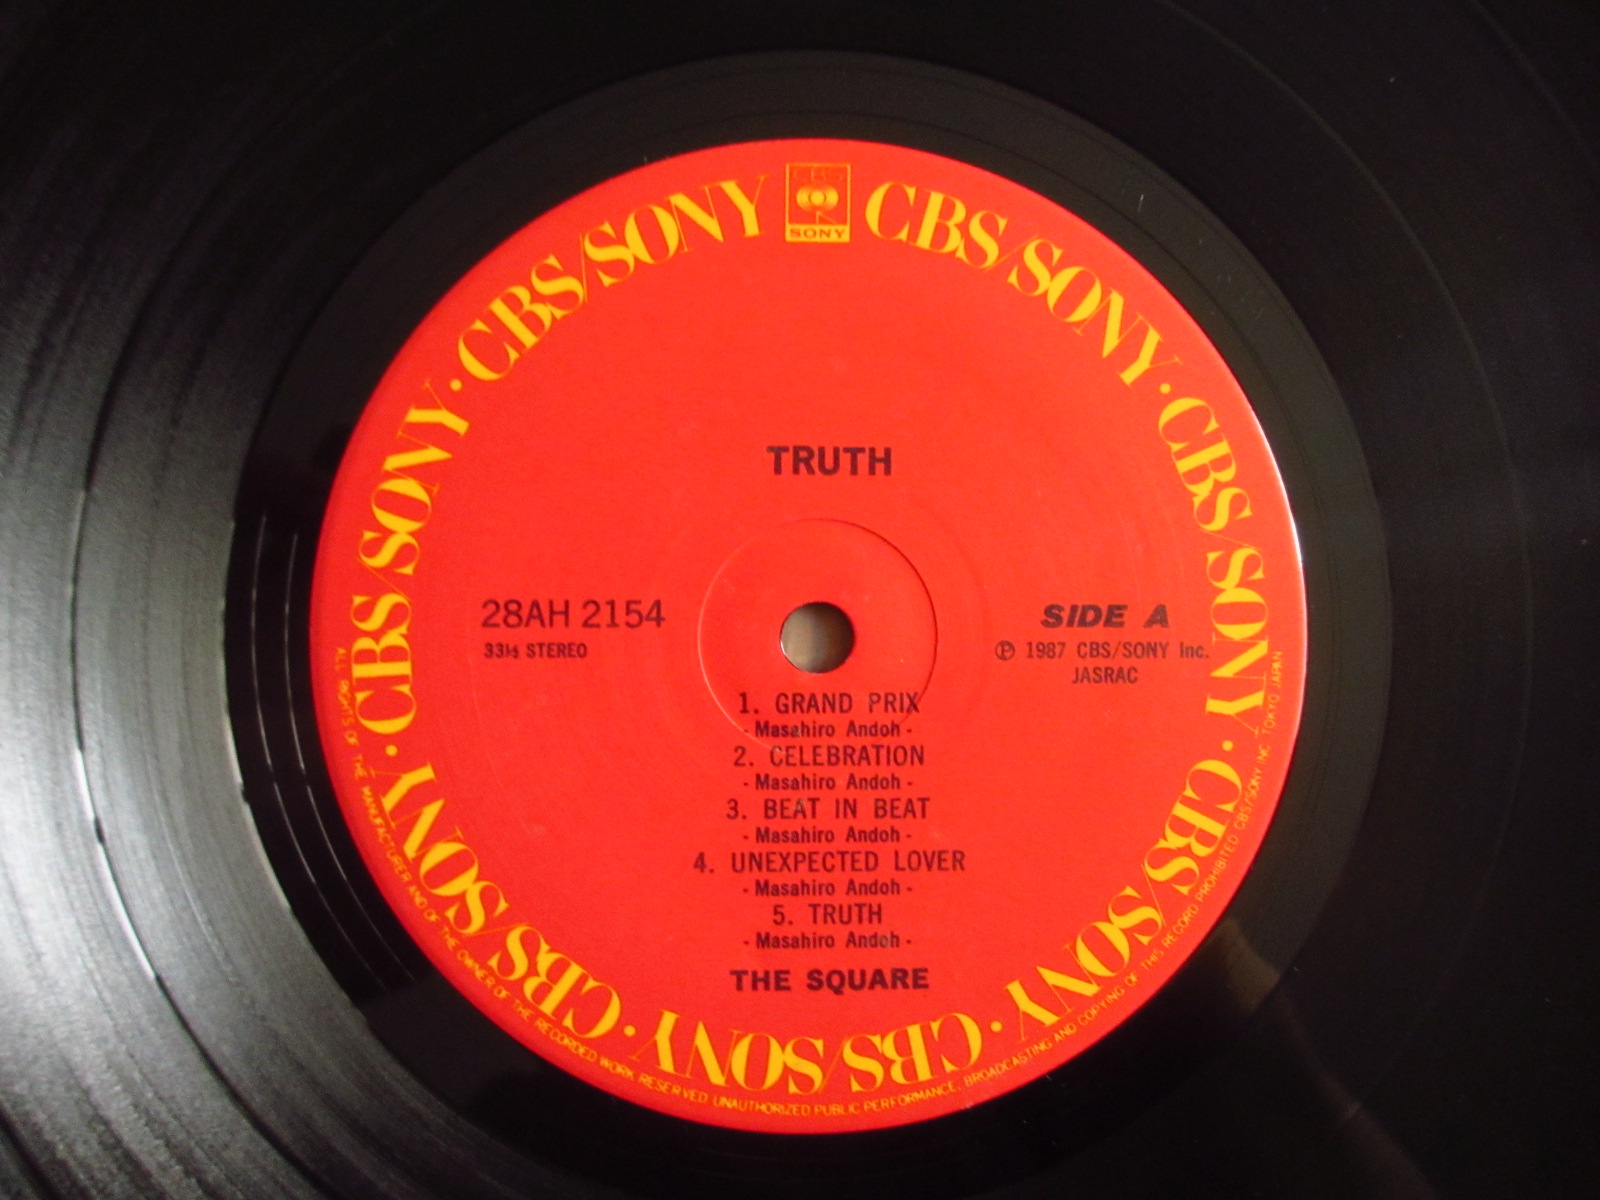 CBS
SONY
CBS/SONY · CBS/SONY · CBS/SONY · CBS/SONY · CBS/SONY · CBS/SONY · CBS/SONY · CBS/SONY
TRUTH
28AH 2154
33⅓ STEREO
SIDE A
Ⓟ 1987 CBS/SONY Inc.
JASRAC
1. GRAND PRIX
- Masahiro Andoh -
2. CELEBRATION
- Masahiro Andoh -
3. BEAT IN BEAT
- Masahiro Andoh -
4. UNEXPECTED LOVER
- Masahiro Andoh -
5. TRUTH
- Masahiro Andoh -
THE SQUARE
ALL RIGHTS OF THE MANUFACTURER AND OF THE OWNER OF THE RECORDED WORK RESERVED UNAUTHORIZED PUBLIC PERFORMANCE, BROADCASTING AND COPYING OF THIS RECORD PROHIBITED CBS/SONY INC. TOKYO JAPAN